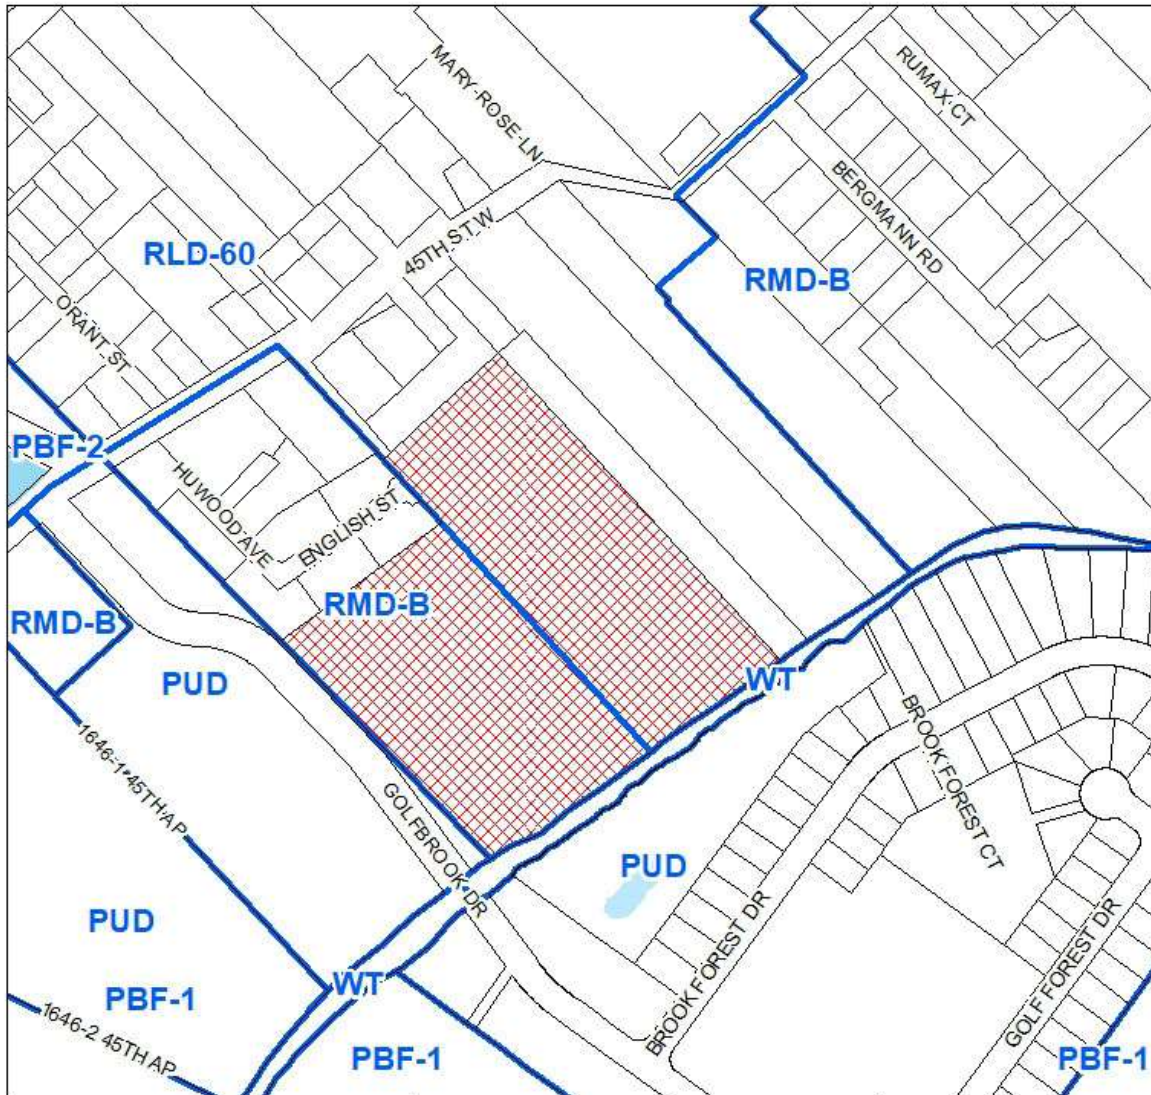 MARY-ROSE-LN
RUMAX-CT
BERGMANN RD
RLD-60
45TH ST W
RMD-B
ORANT ST
PBF-2
HUWOOD AVE
ENGLISH ST
RMD-B
RMD-B
PUD
WT
1646-1*45TH AP
GOLFBROOK DR
BROOK FOREST CT
PUD
PUD
WT
BROOK FOREST DR
GOLF FOREST DR
PBF-1
1646-2 45TH AP
PBF-1
PBF-1